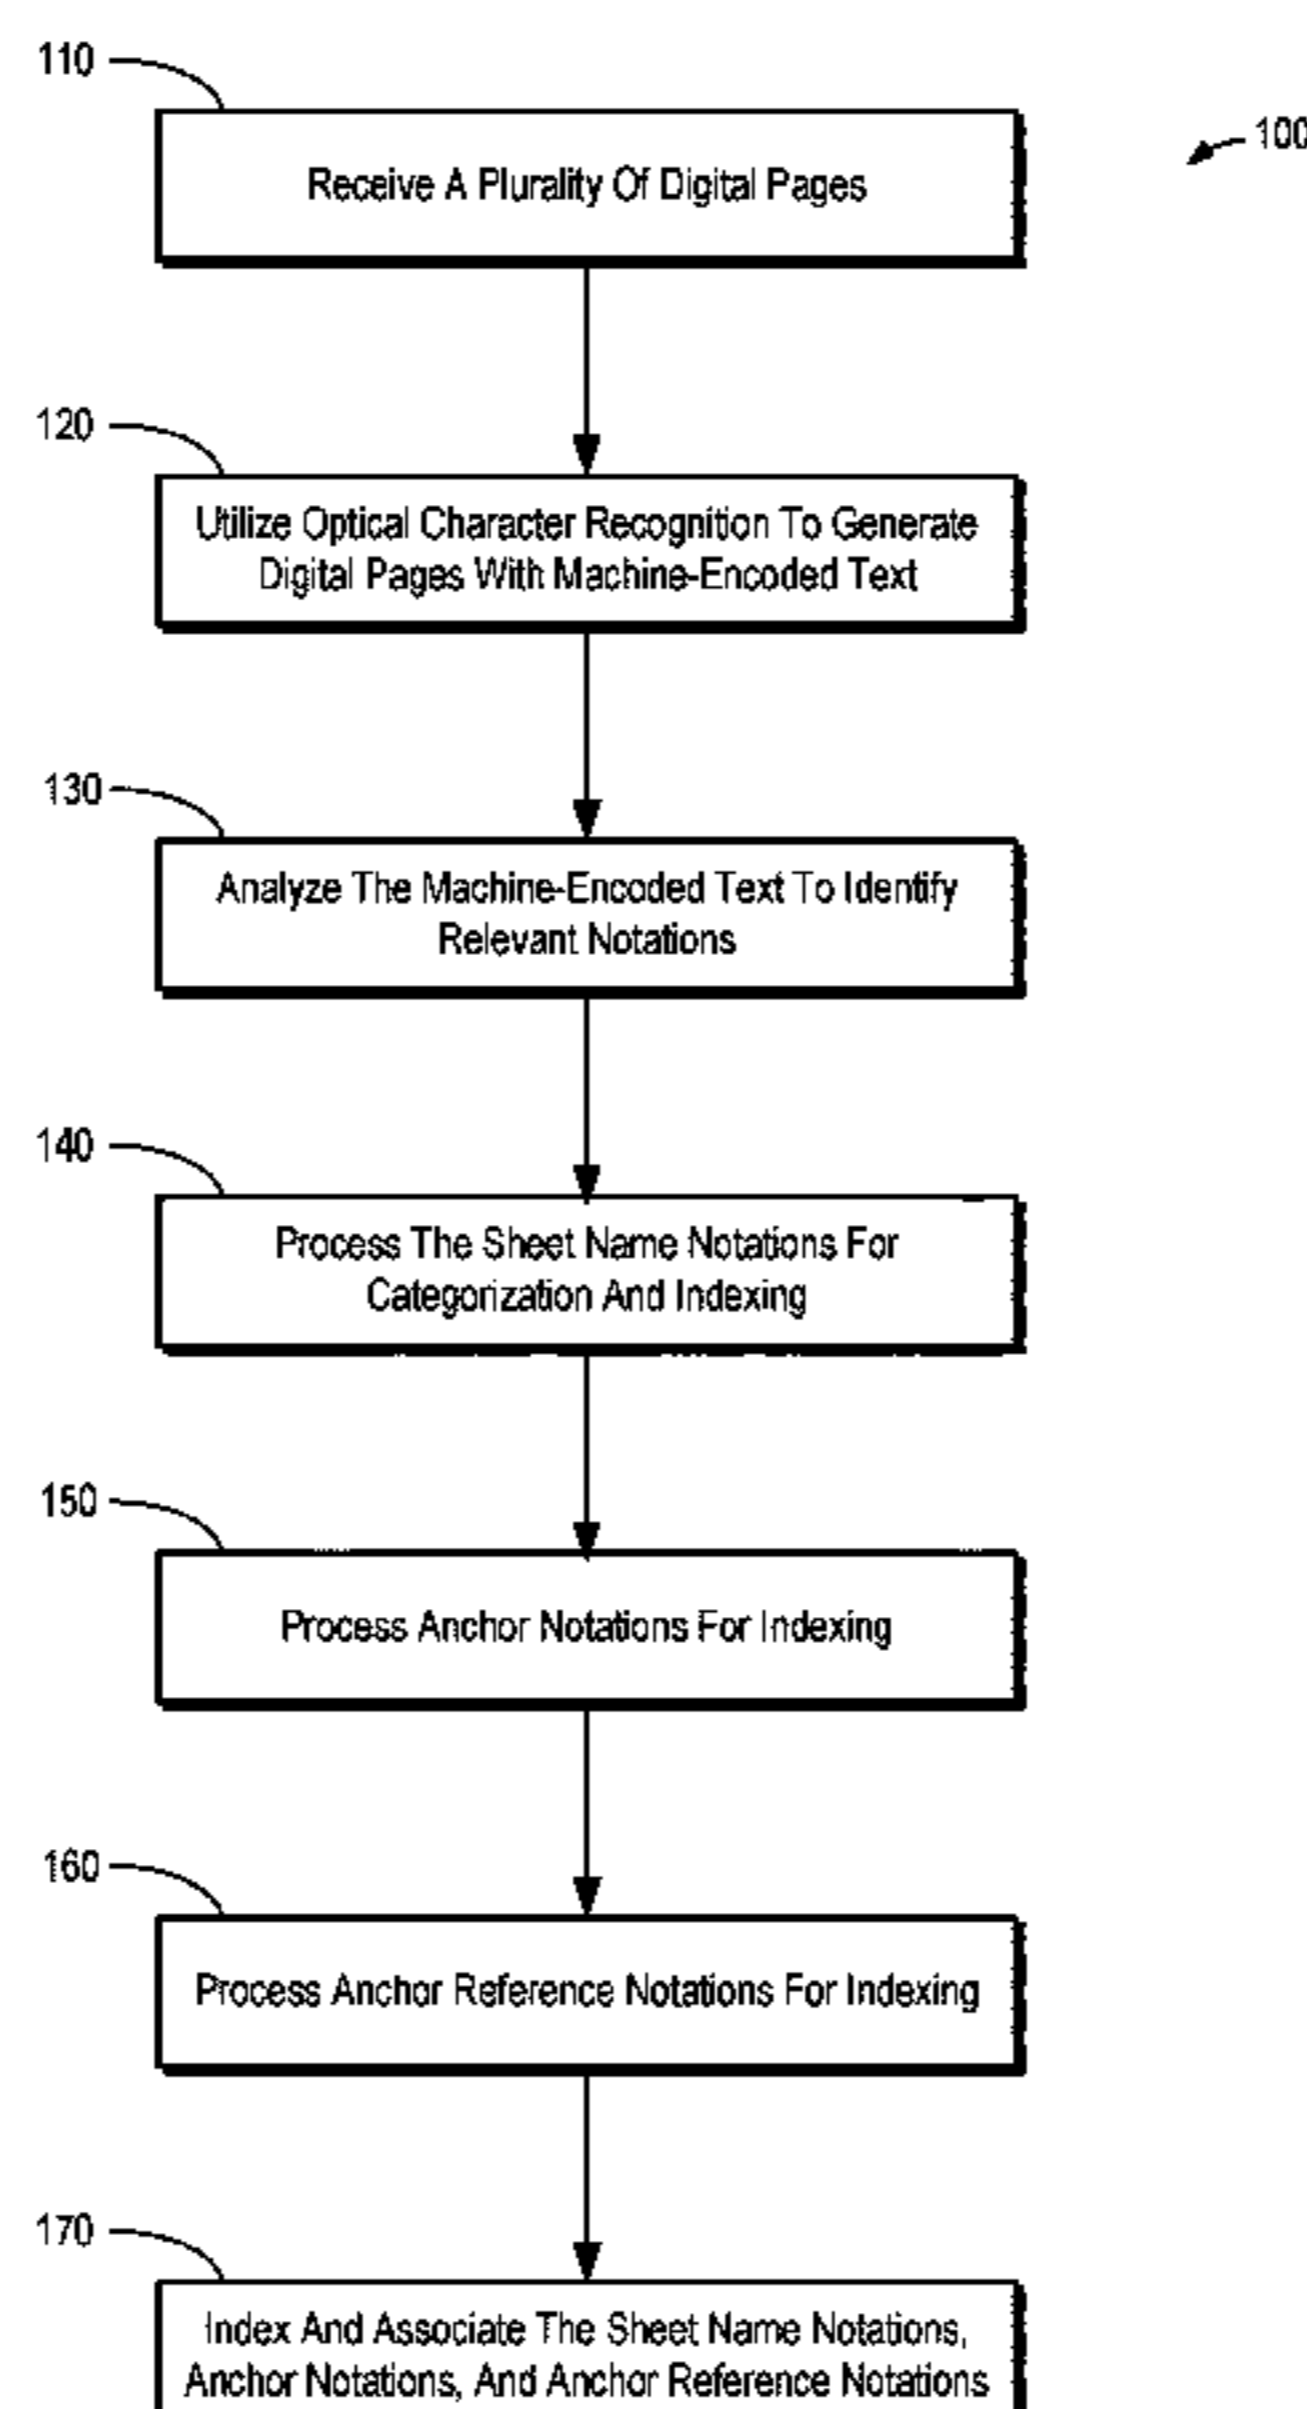 110
100
Receive A Plurality Of Digital Pages
120
Utilize Optical Character Recognition To Generate
Digital Pages With Machine-Encoded Text
130
Analyze The Machine-Encoded Text To Identify
Relevant Notations
140
Process The Sheet Name Notations For
Categorization And Indexing
150
Process Anchor Notations For Indexing
160
Process Anchor Reference Notations For Indexing
170
Index And Associate The Sheet Name Notations,
Anchor Notations, And Anchor Reference Notations